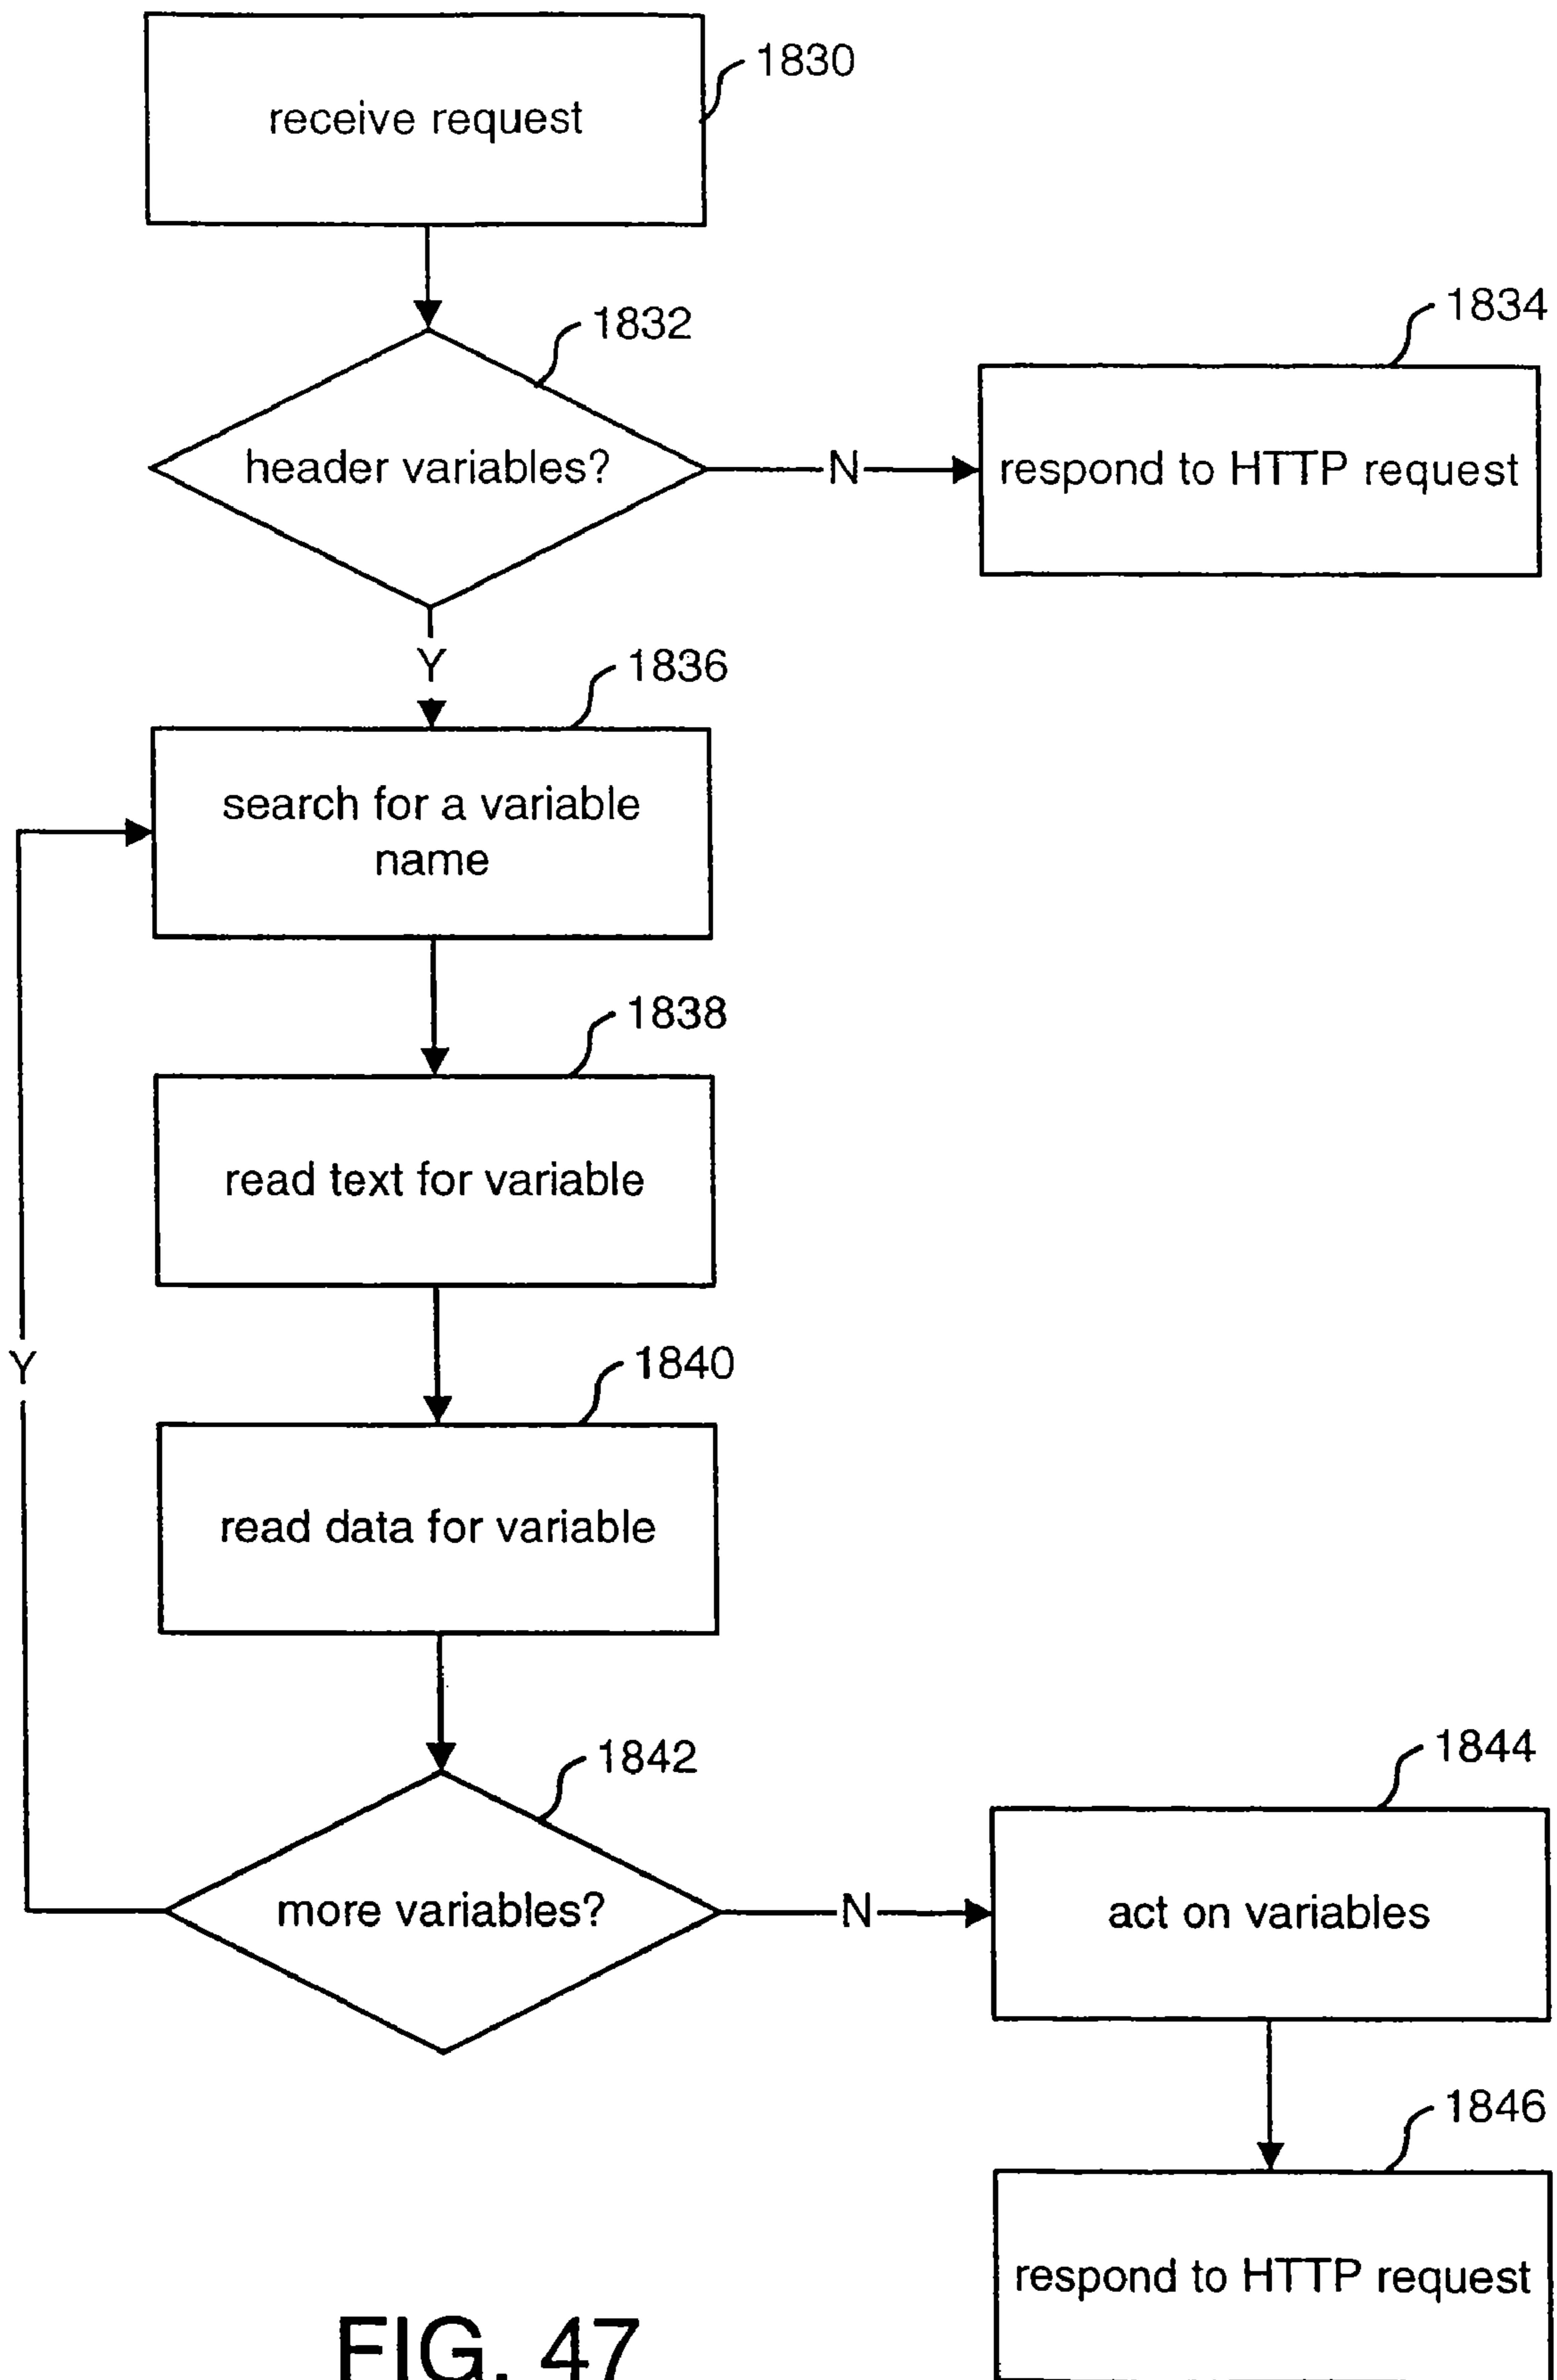 1830
receive request
1832
1834
header variables?
N
respond to HTTP request
Y
1836
search for a variable
name
1838
read text for variable
Y
1840
read data for variable
1842
1844
more variables?
N
act on variables
1846
respond to HTTP request
FIG. 47